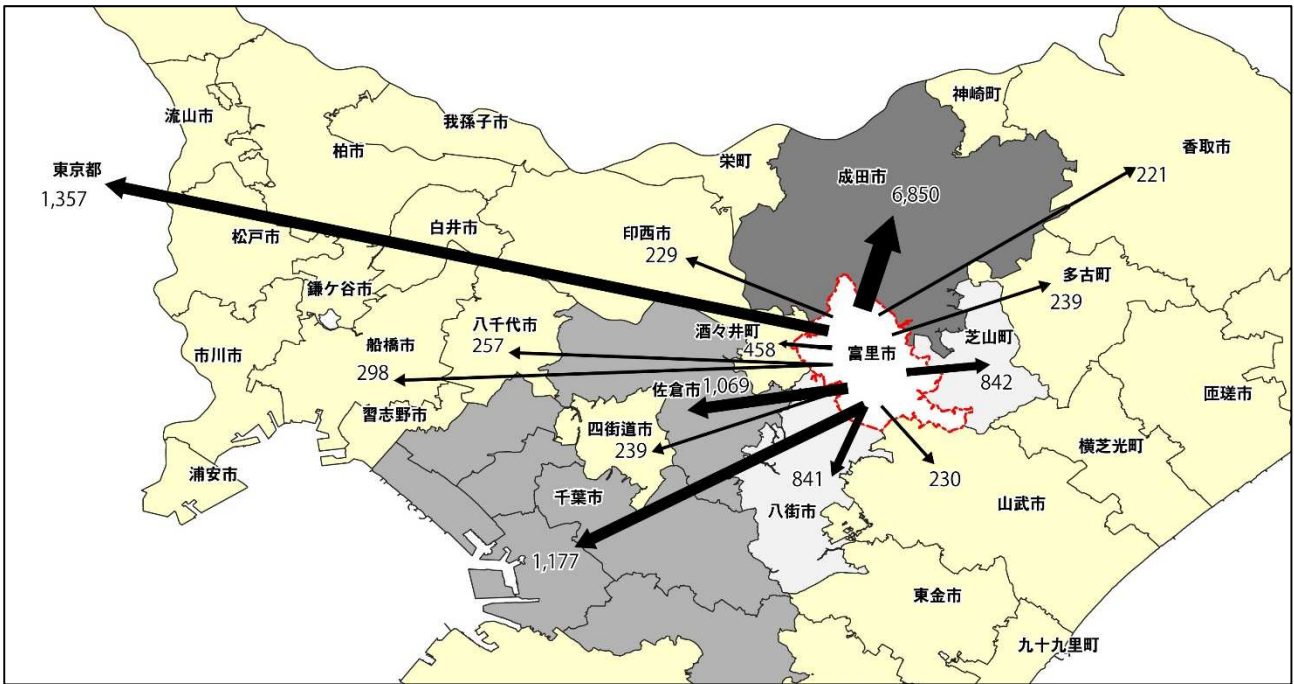 神崎町
流山市
我孫子市
香取市
柏市
栄町
東京都
成田市
221
1,357
6,850
白井市
松戸市
印西市
229
多古町
239
鎌ケ谷市
八千代市
酒々井町
芝山町
船橋市
257
458
富里市
市川市
298
佐倉市
1,069
842
匝瑳市
習志野市
四街道市
横芝光町
239
浦安市
841
230
千葉市
八街市
山武市
1,177
東金市
九十九里町